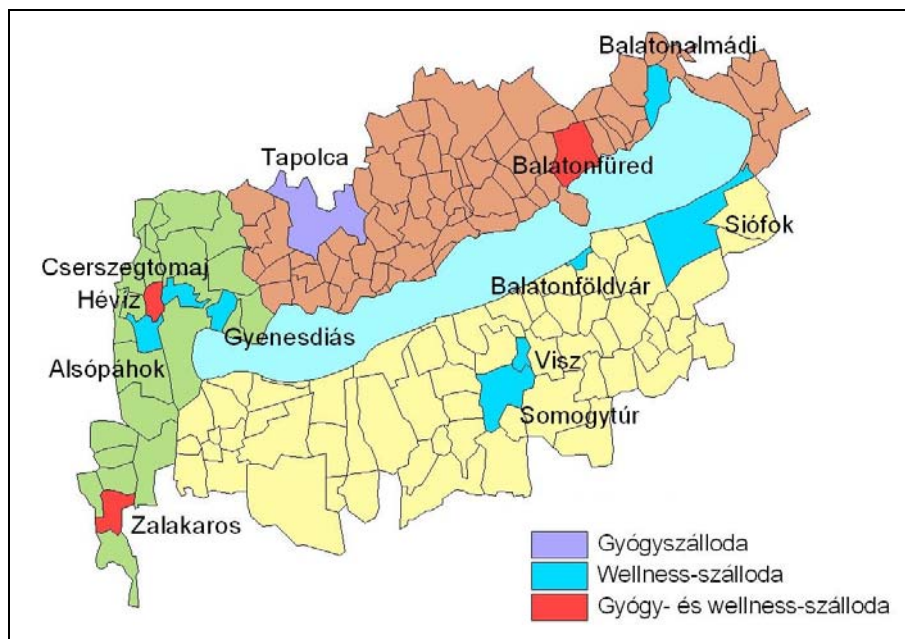 Balatonalmádi
Tapolca
Balatonfüred
Siófok
Cserszegtomaj
Hévíz
Balatonföldvár
Gyenesdiás
Alsópáhok
Visz
Somogytúr
Zalakaros
Gyógyszálloda
Wellness-szálloda
Gyógy- és wellness-szálloda